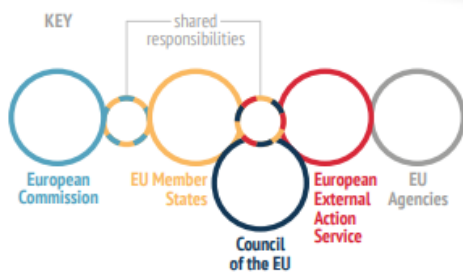 KEY
shared
responsibilities
European
Commission
EU Member
States
Council
of the EU
European
External
Action
Service
EU
Agencies